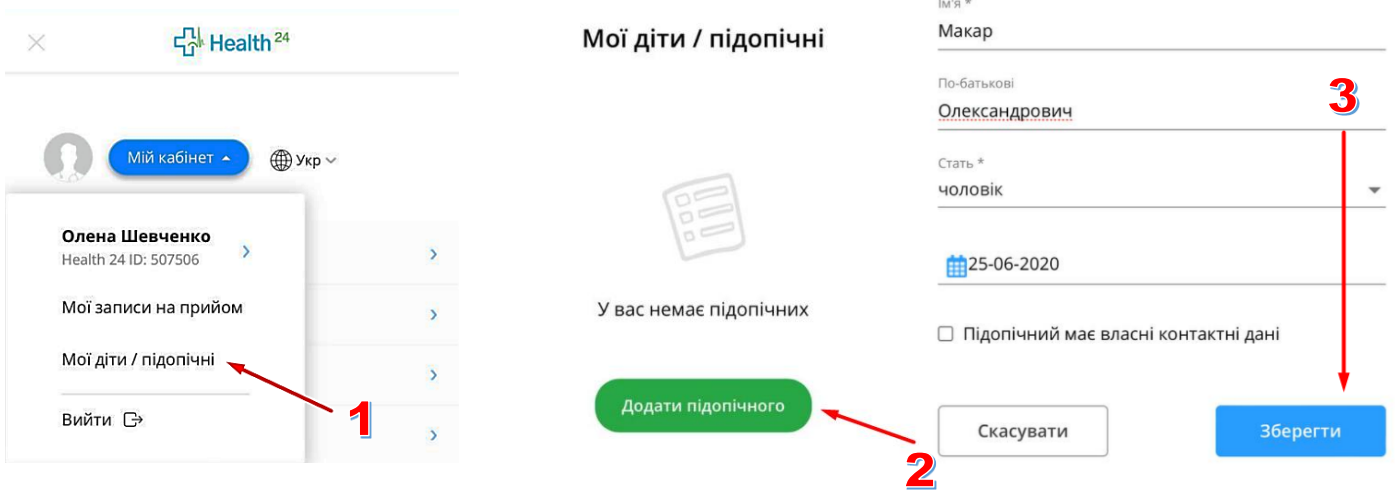 Health 24
Мій кабінет
Укр
Олена Шевченко
Health 24 ID: 507506
Мої записи на прийом
Мої діти / підопічні
Вийти
1
Мої діти / підопічні
У вас немає підопічних
Додати підопічного
2
Ім'я *
Макар
По-батькові
Олександрович
3
Стать *
чоловік
25-06-2020
Підопічний має власні контактні дані
Скасувати
Зберегти